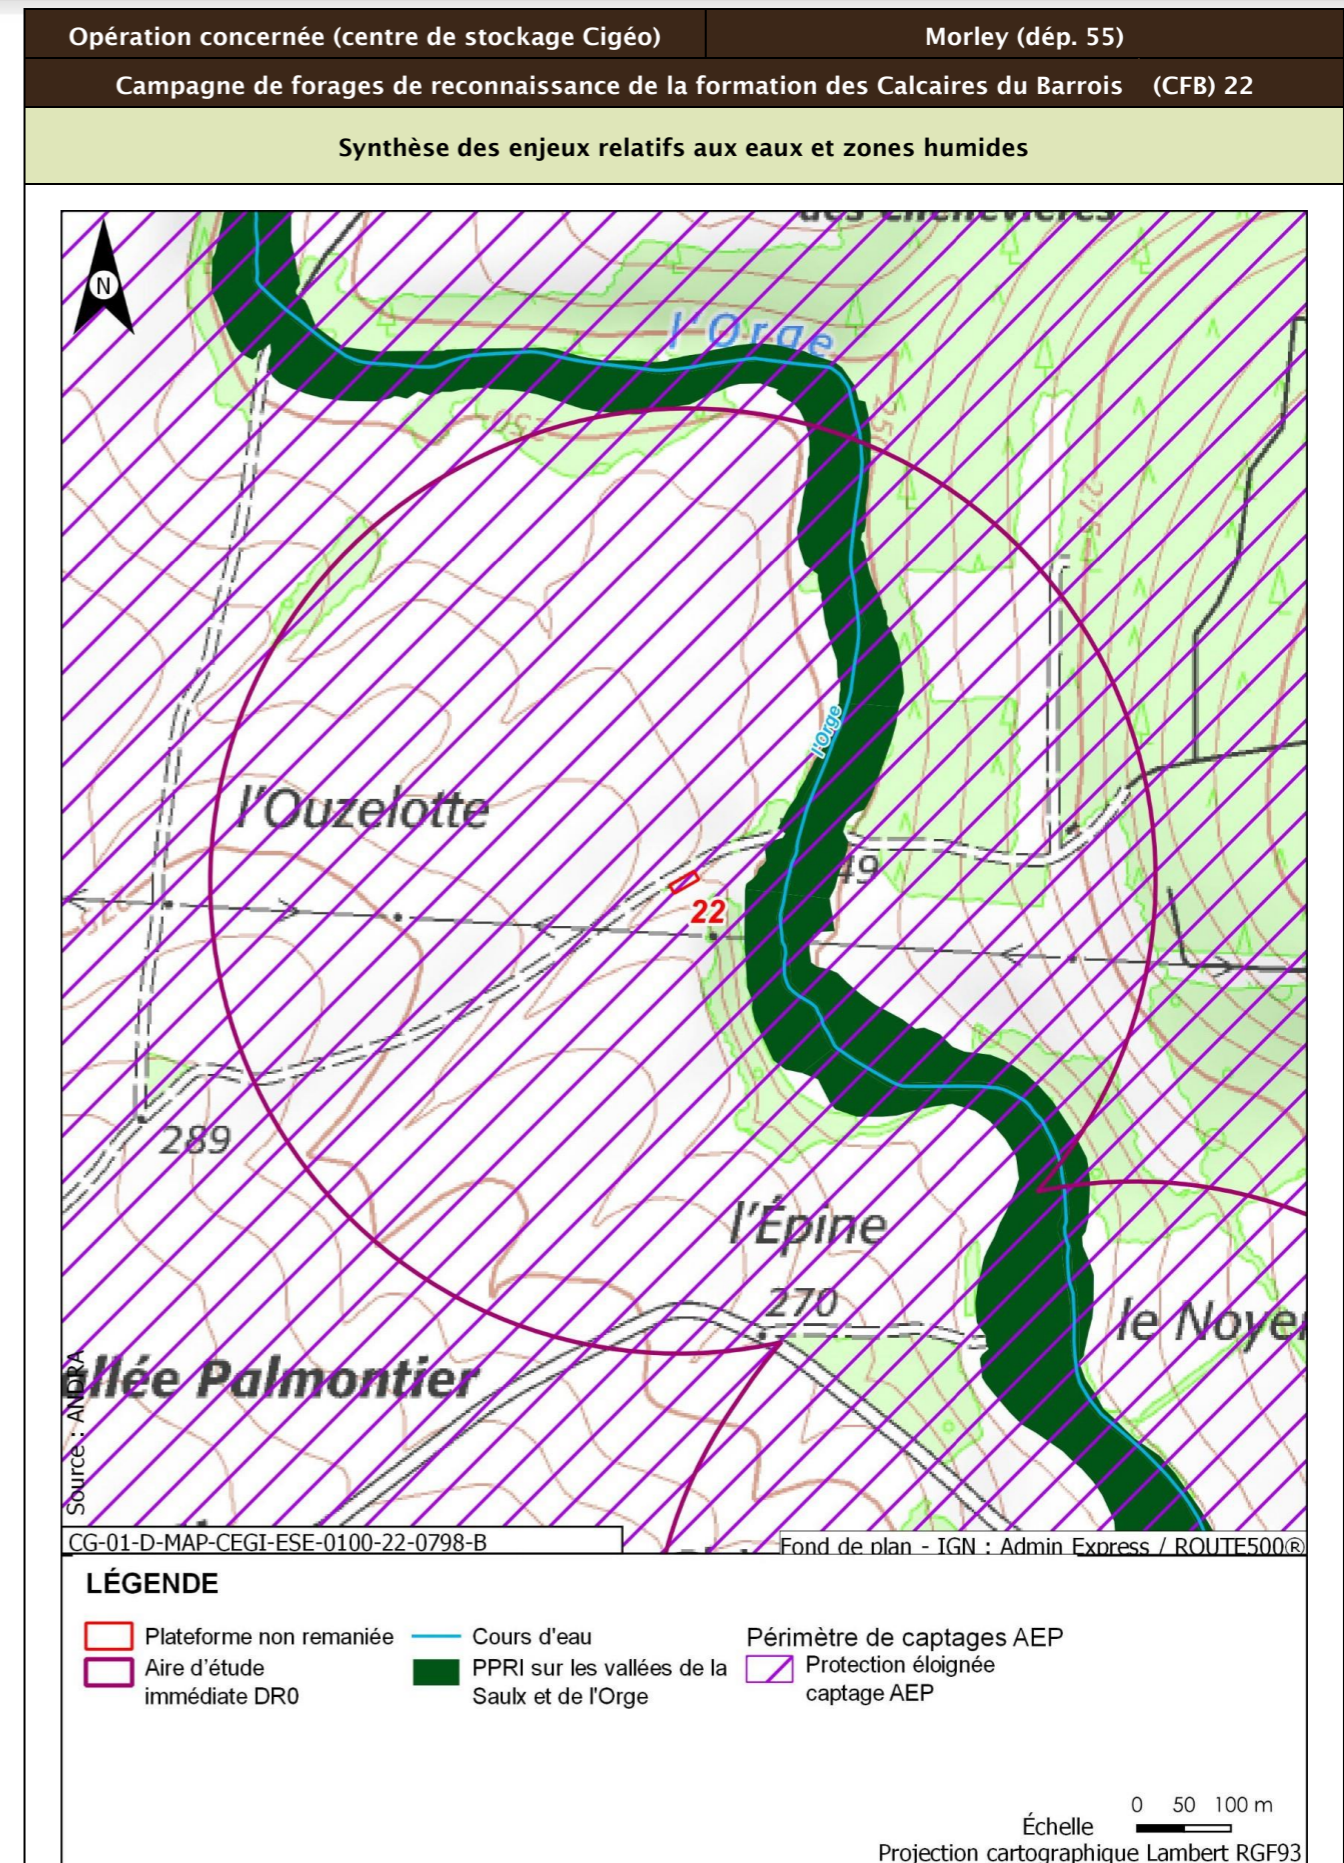 Opération concernée (centre de stockage Cigéo)
Morley (dép. 55)
Campagne de forages de reconnaissance de la formation des Calcaires du Barrois (CFB) 22
Synthèse des enjeux relatifs aux eaux et zones humides
N
l'Orge
250
25
275
l'Orge
l'Ouzelotte
49
22
289
l'Épine
270
le Noyer
allée Palmontier
Source : ANDRA
CG-01-D-MAP-CEGI-ESE-0100-22-0798-B
Fond de plan - IGN : Admin Express / ROUTE500®
LÉGENDE
Plateforme non remaniée
Aire d'étude
immédiate DR0
Cours d'eau
PPRI sur les vallées de la
Saulx et de l'Orge
Périmètre de captages AEP
Protection éloignée
captage AEP
0 50 100 m
Échelle
Projection cartographique Lambert RGF93